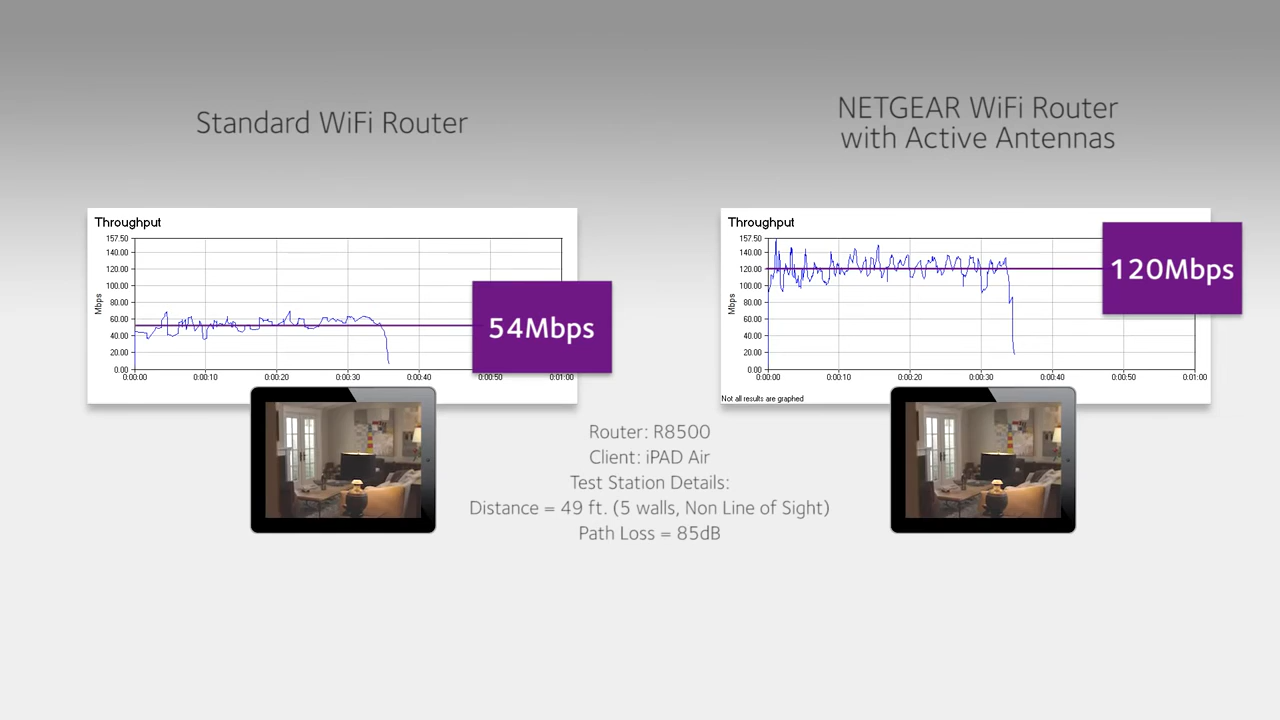 Standard WiFi Router
NETGEAR WiFi Router
with Active Antennas
Throughput
157.50
140.00
120.00
100.00
80.00
60.00
40.00
20.00
0.00
Mbps
0:00:00
0:00:10
0:00:20
0:00:30
0:00:40
0:00:50
0:01:00
54Mbps
Throughput
157.50
140.00
120.00
100.00
80.00
60.00
40.00
20.00
0.00
Mbps
0:00:00
0:00:10
0:00:20
0:00:30
0:00:40
0:00:50
0:01:00
Not all results are graphed
120Mbps
Router: R8500
Client: iPAD Air
Test Station Details:
Distance = 49 ft. (5 walls, Non Line of Sight)
Path Loss = 85dB